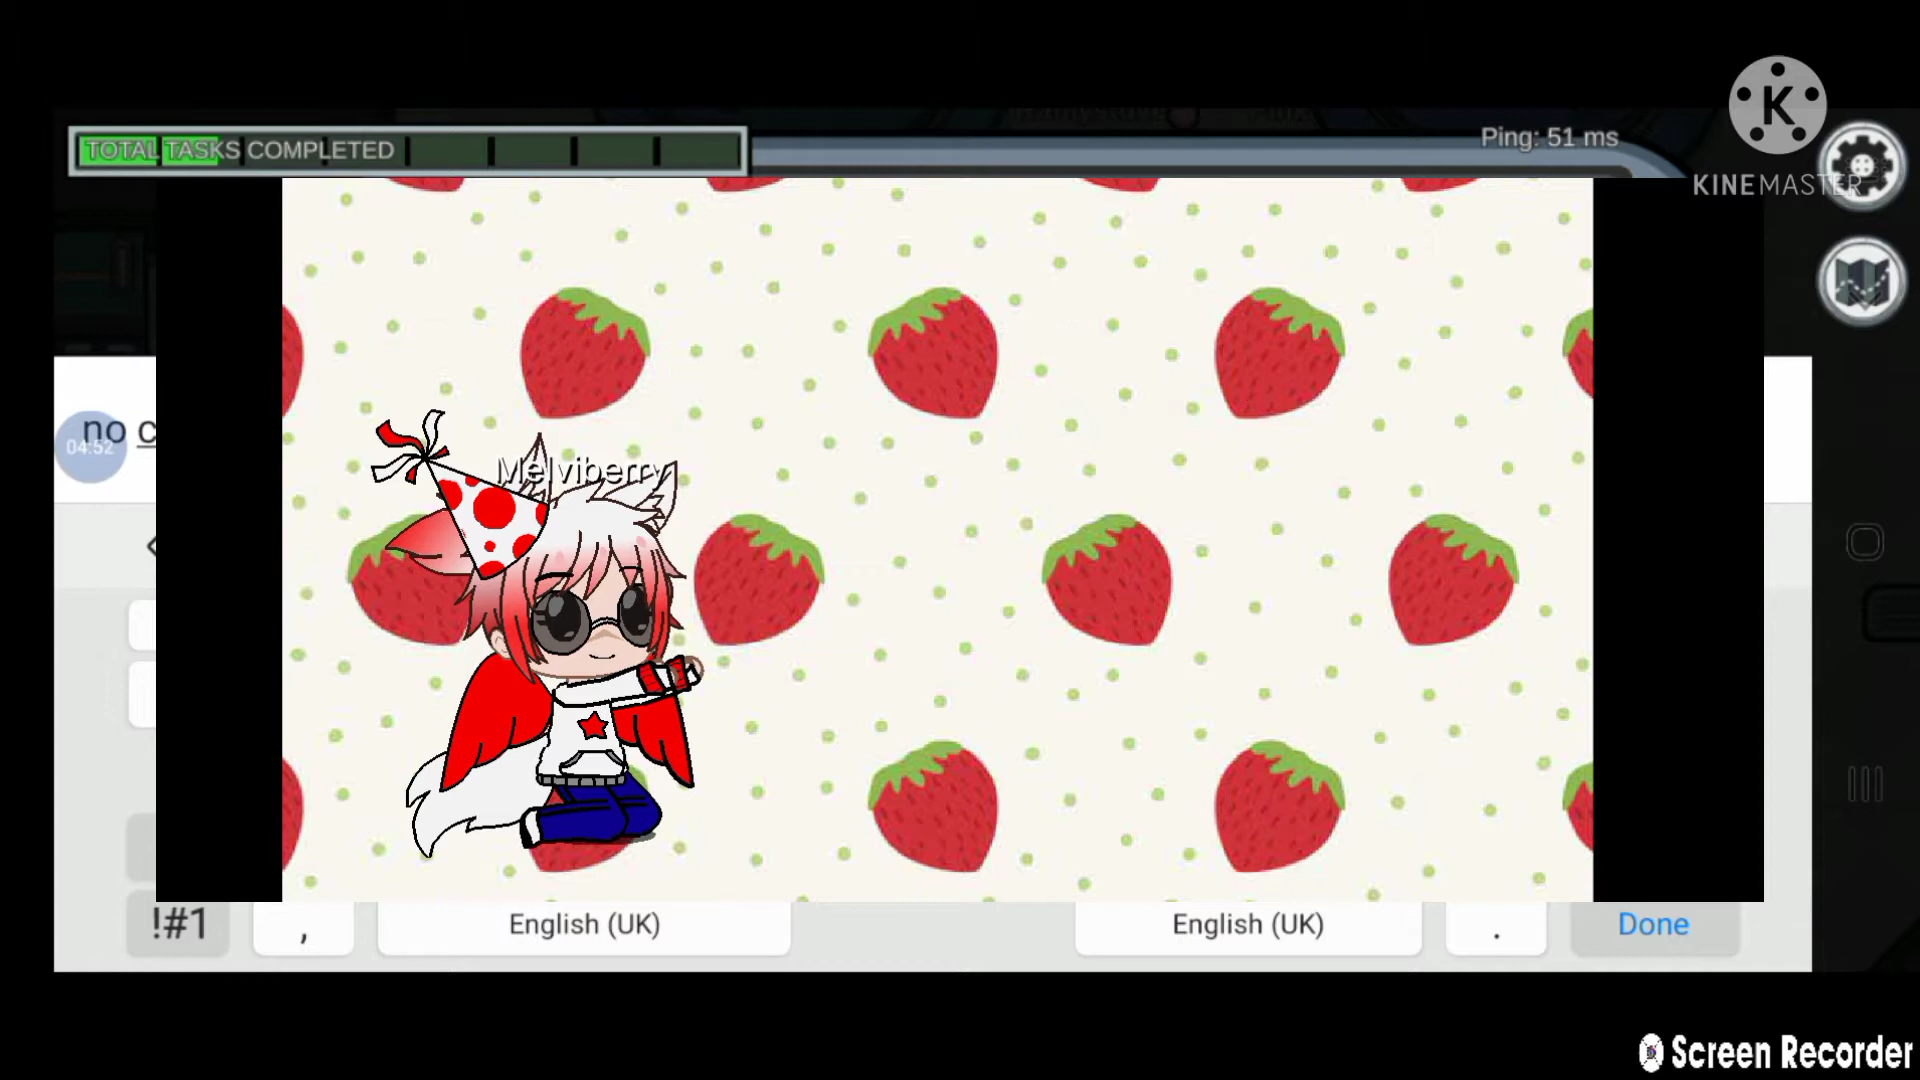 TOTAL TASKS COMPLETED
Ping: 51 ms
K
KINEMASTER
no c
04:52
Melviberry
!#1
,
English (UK)
English (UK)
.
Done
Screen Recorder